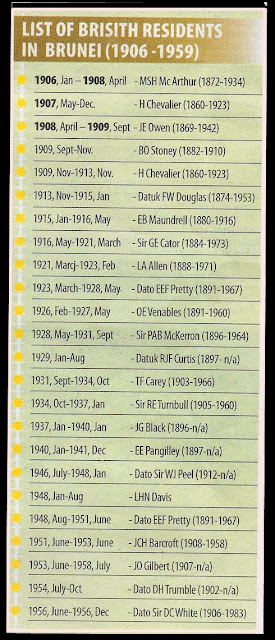 LIST OF BRISITH RESIDENTS
IN BRUNEI (1906 -1959)
1906, Jan – 1908, April - MSH Mc Arthur (1872-1934)
1907, May-Dec. - H Chevalier (1860-1923)
1908, April – 1909, Sept - JE Owen (1869-1942)
1909, Sept-Nov. - BO Stoney (1882-1910)
1909, Nov-1913, Nov. - H Chevalier (1860-1923)
1913, Nov-1915, Jan - Datuk FW Douglas (1874-1953)
1915, Jan-1916, May - EB Maundrell (1880-1916)
1916, May-1921, March - Sir GE Cator (1884-1973)
1921, Marcj-1923, Feb - LA Allen (1888-1971)
1923, March-1928, May - Dato EEF Pretty (1891-1967)
1926, Feb-1927, May - OE Venables (1891-1960)
1928, May-1931, Sept - Sir PAB McKerron (1896-1964)
1929, Jan-Aug - Datuk RJF Curtis (1897- n/a)
1931, Sept-1934, Oct - TF Carey (1903-1966)
1934, Oct-1937, Jan - Sir RE Turnbull (1905-1960)
1937, Jan -1940, Jan - JG Black (1896-n/a)
1940, Jan-1941, Dec - EE Pangilley (1897-n/a)
1946, July-1948, Jan - Dato Sir WJ Peel (1912-n/a)
1948, Jan-Aug - LHN Davis
1948, Aug-1951, June - Dato EEF Pretty (1891-1967)
1951, June-1953, June - JCH Barcroft (1908-1958)
1953, June-1958, July - JO Gilbert (1907-n/a)
1954, July-Oct - Dato DH Trumble (1902-n/a)
1956, June-1956, Dec - Dato Sir DC White (1906-1983)